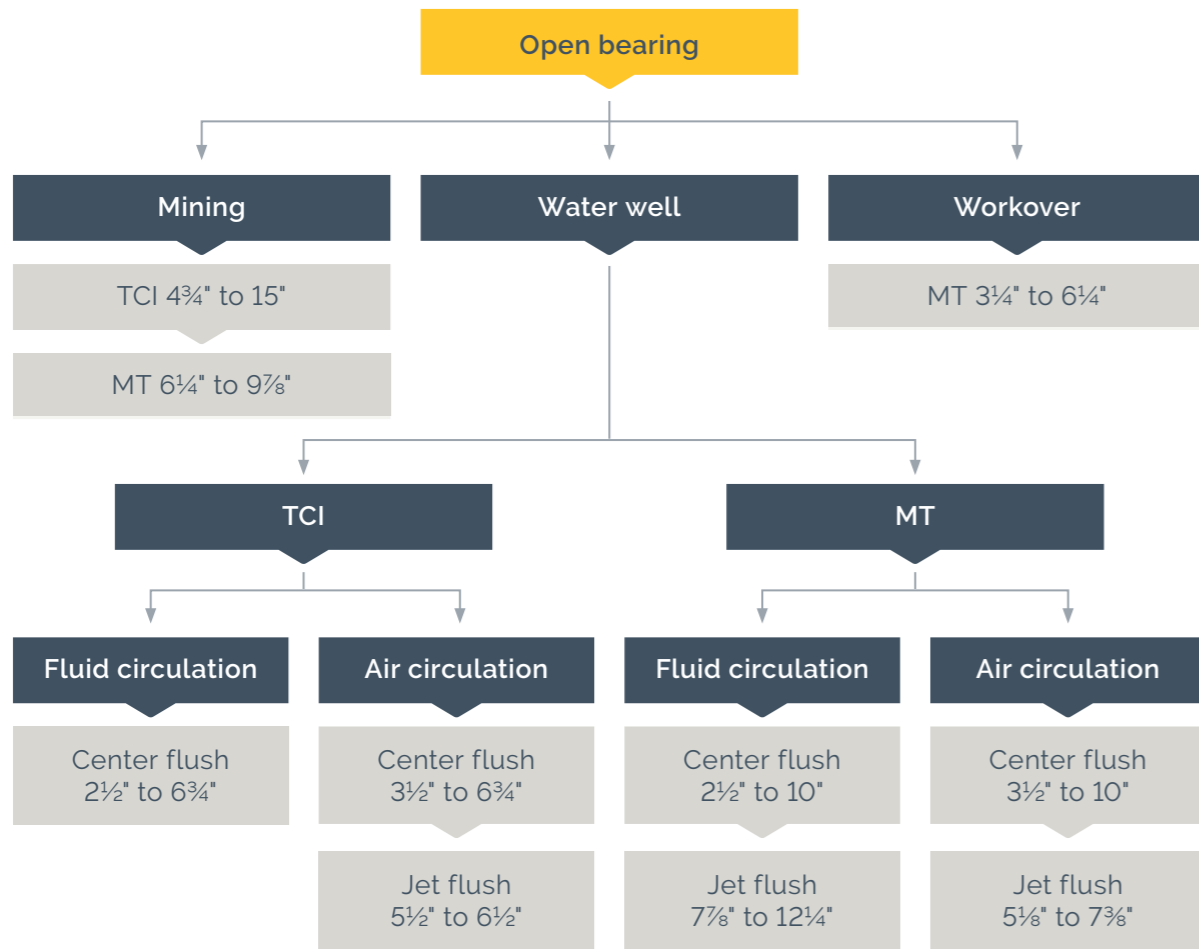 Open bearing
Mining
Water well
Workover
TCI 4¾" to 15"
MT 3¼" to 6¼"
MT 6¼" to 9⅞"
TCI
MT
Fluid circulation
Air circulation
Fluid circulation
Air circulation
Center flush
2½" to 6¾"
Center flush
3½" to 6¾"
Center flush
2½" to 10"
Center flush
3½" to 10"
Jet flush
5½" to 6½"
Jet flush
7⅞" to 12¼"
Jet flush
5⅛" to 7⅜"